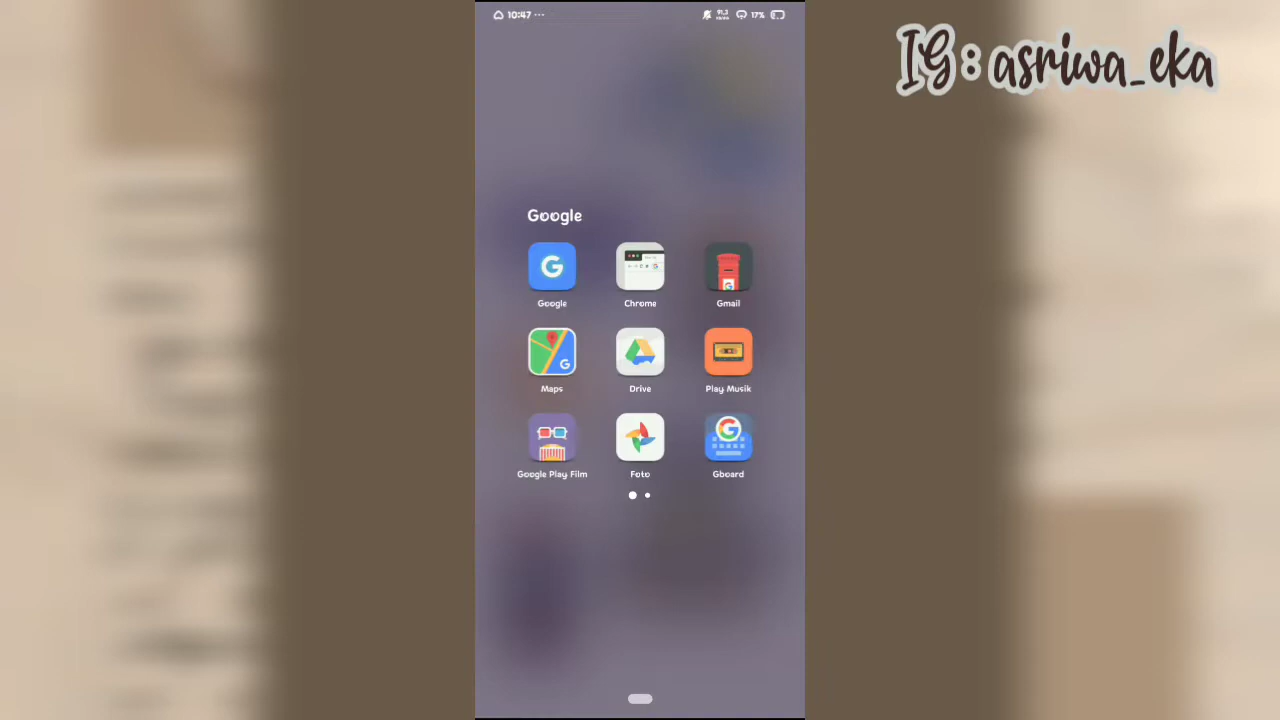 IG : asriwa_eka
10:47 ···
17%
Google
Google
Chrome
Gmail
Maps
Drive
Play Musik
Google Play Film
Foto
Gboard